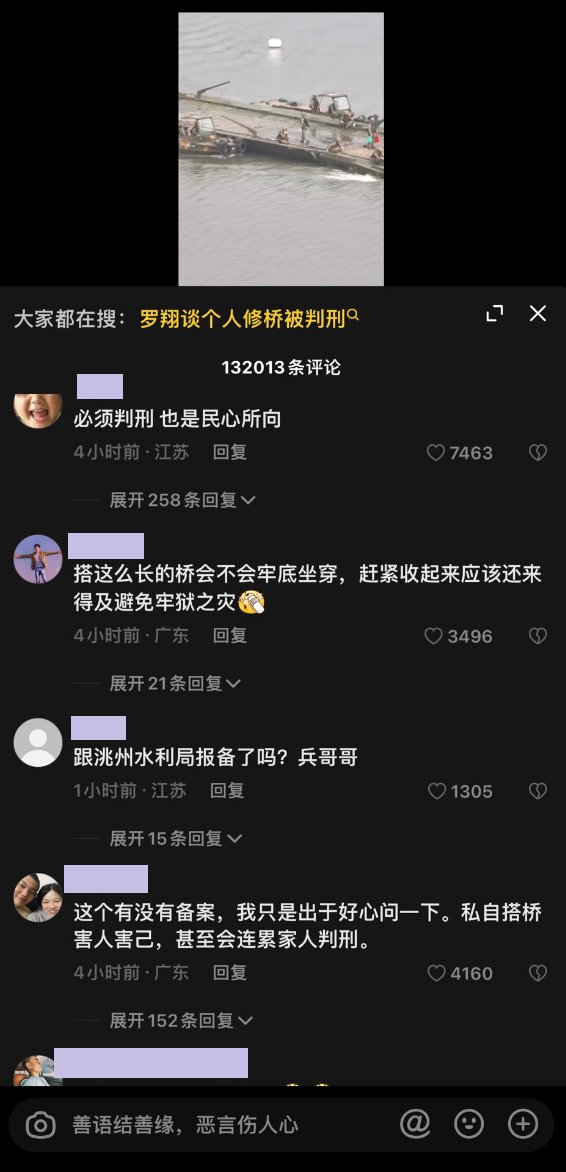 大家都在搜：罗翔谈个人修桥被判刑
132013条评论
必须判刑 也是民心所向
4小时前·江苏 回复
7463
展开258条回复
搭这么长的桥会不会牢底坐穿，赶紧收起来应该还来
得及避免牢狱之灾
4小时前·广东 回复
3496
展开21条回复
跟洮州水利局报备了吗？兵哥哥
1小时前·江苏 回复
1305
展开15条回复
这个有没有备案，我只是出于好心问一下。私自搭桥
害人害己，甚至会连累家人判刑。
4小时前·广东 回复
4160
展开152条回复
善语结善缘，恶言伤人心